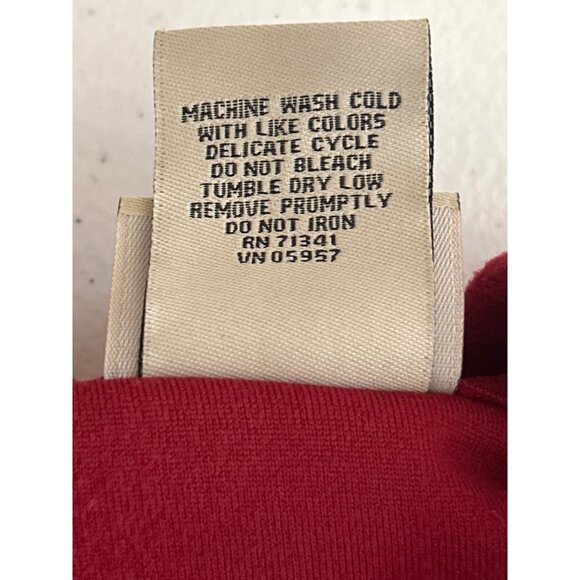 MACHINE WASH COLD
WITH LIKE COLORS
DELICATE CYCLE
DO NOT BLEACH
TUMBLE DRY LOW
REMOVE PROMPTLY
DO NOT IRON
RN 71341
VN 05957